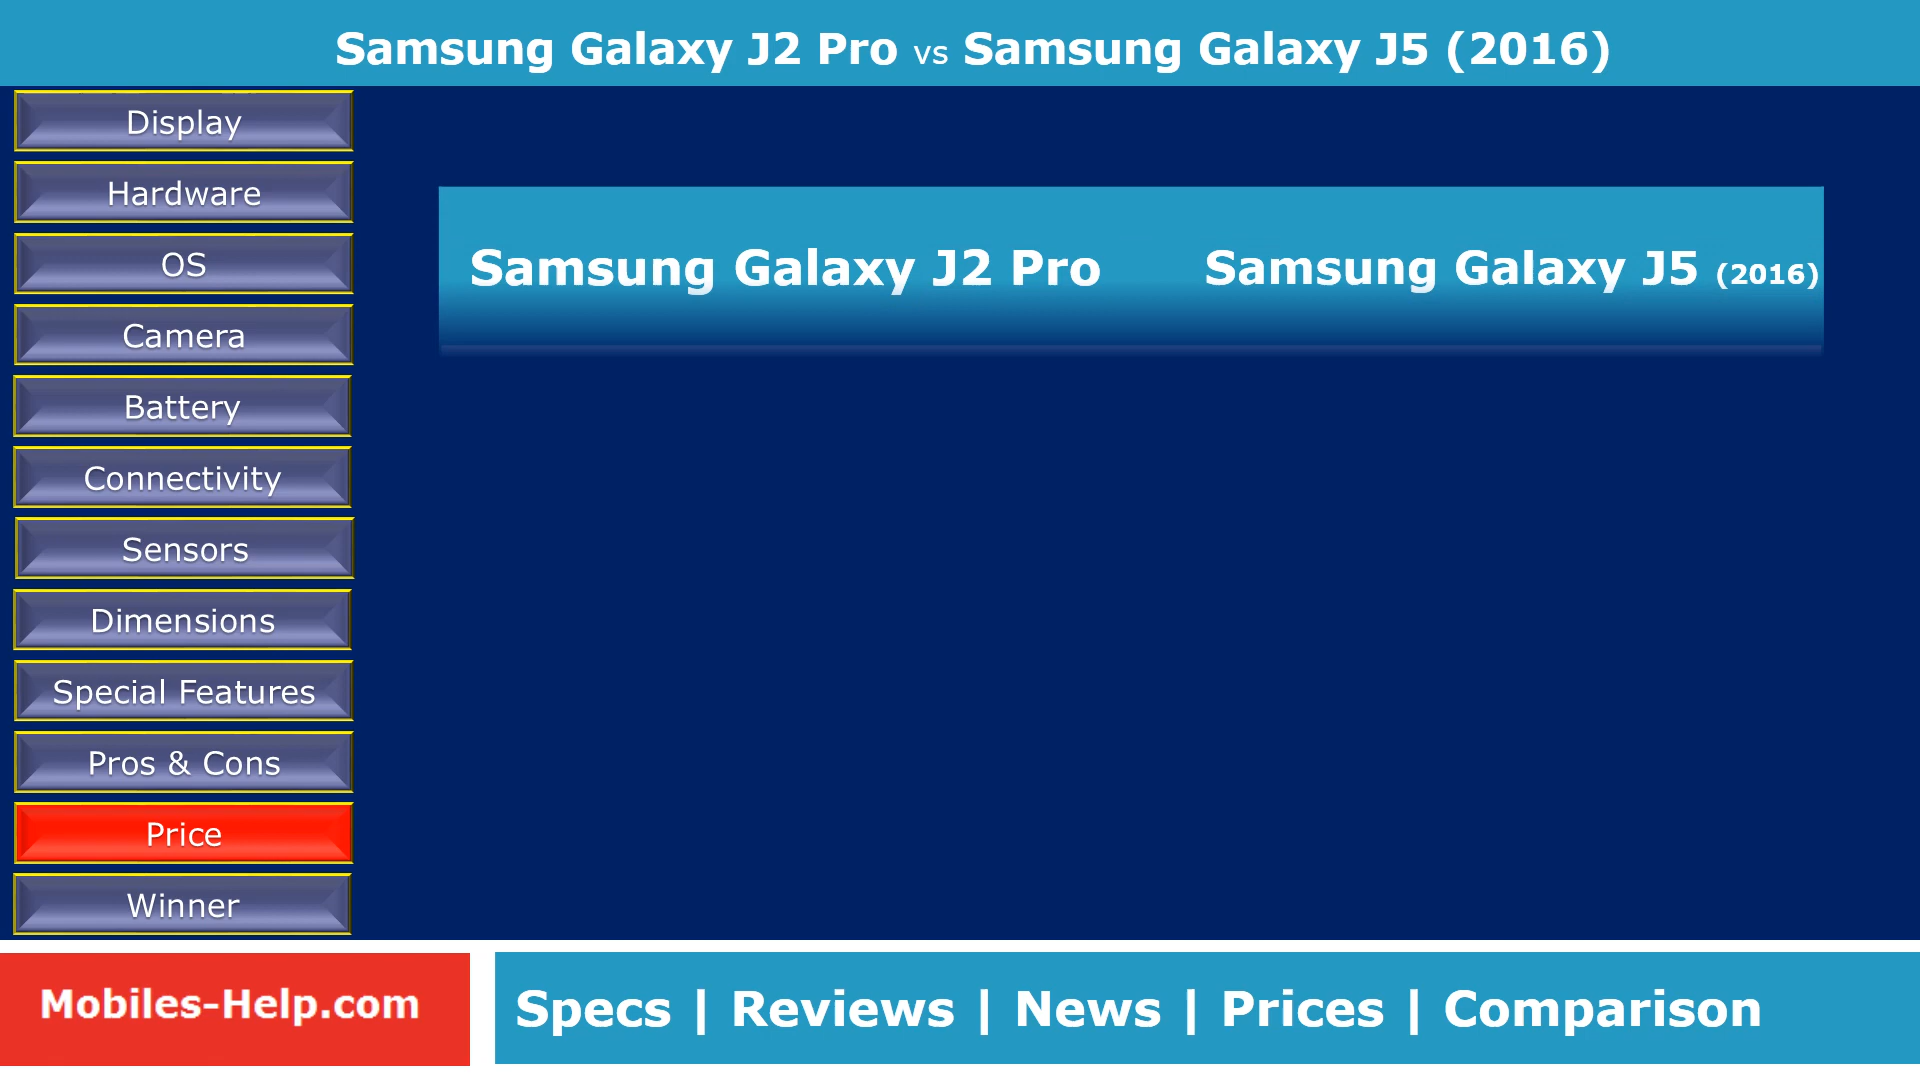 Samsung Galaxy J2 Pro vs Samsung Galaxy J5 (2016)
Display
Hardware
OS
Camera
Battery
Connectivity
Sensors
Dimensions
Special Features
Pros & Cons
Price
Winner
Samsung Galaxy J2 Pro
Samsung Galaxy J5 (2016)
Mobiles-Help.com
Specs | Reviews | News | Prices | Comparison